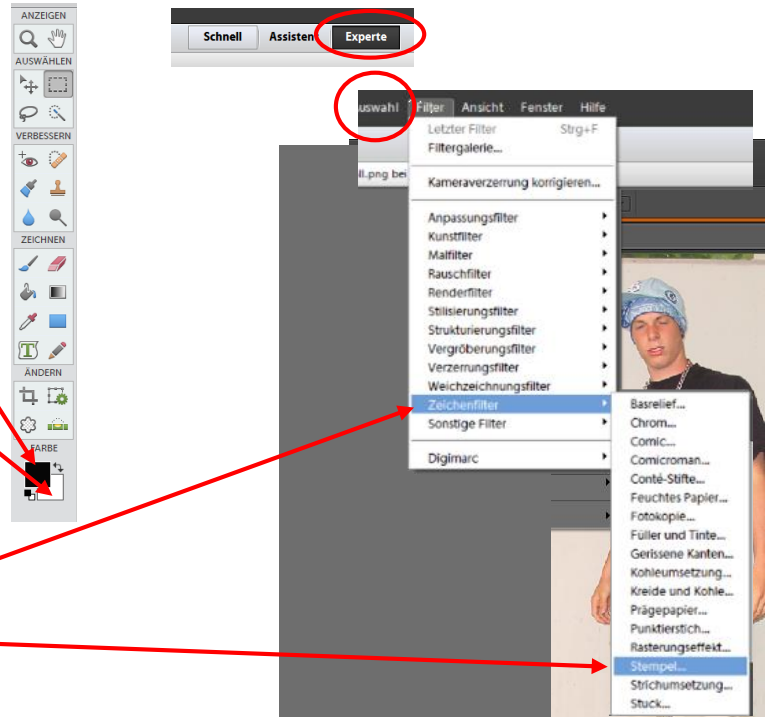 ANZEIGEN
AUSWÄHLEN
VERBESSERN
ZEICHNEN
T
ÄNDERN
FARBE
Schnell Assisten Experte
uswahl Filter Ansicht Fenster Hilfe
ll.png bei
Letzter Filter Strg+F
Filtergalerie...
Kameraverzerrung korrigieren...
Anpassungsfilter
Kunstfilter
Malfilter
Rauschfilter
Renderfilter
Stilisierungsfilter
Strukturierungsfilter
Vergröberungsfilter
Verzerrungsfilter
Weichzeichnungsfilter
Zeichenfilter
Sonstige Filter
Digimarc
Basrelief...
Chrom...
Comic...
Comicroman...
Conté-Stifte...
Feuchtes Papier...
Fotokopie...
Füller und Tinte...
Gerissene Kanten...
Kohleumsetzung...
Kreide und Kohle...
Prägepapier...
Punktierstich...
Rasterungseffekt...
Stempel...
Strichumsetzung...
Stuck...